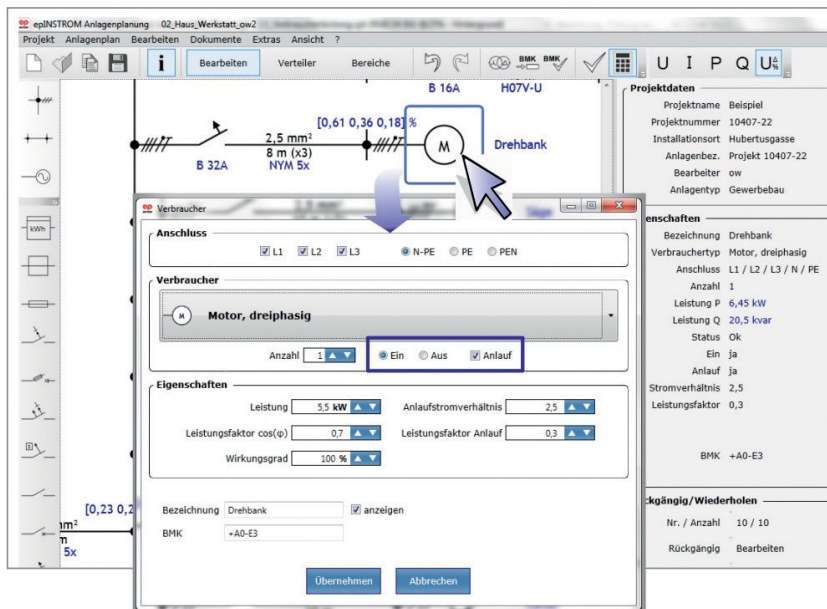 epINSTROM Anlagenplanung 02_Haus_Werkstatt_ow2
Projekt Anlagenplan Bearbeiten Dokumente Extras Ansicht ?
i Bearbeiten Verteiler Bereiche BMK BMK U I P Q U%
B 16A H07V-U
[0,61 0,36 0,18] %
2,5 mm²
8 m (x3)
B 32A NYM 5x
M Drehbank
Projektdaten
Projektname Beispiel
Projektnummer 10407-22
Installationsort Hubertusgasse
Anlagenbez. Projekt 10407-22
Bearbeiter ow
Anlagentyp Gewerbebau
enschaften
Bezeichnung Drehbank
Verbrauchertyp Motor, dreiphasig
Anschluss L1 / L2 / L3 / N / PE
Anzahl 1
Leistung P 6,45 kW
Leistung Q 20,5 kvar
Status Ok
Ein ja
Anlauf ja
Stromverhältnis 2,5
Leistungsfaktor 0,3
BMK +A0-E3
kgängig/Wiederholen
Nr. / Anzahl 10 / 10
Rückgängig Bearbeiten
kWh
[0,23 0,2
mm²
m
5x
ep Verbraucher
Anschluss
L1 L2 L3 N-PE PE PEN
Verbraucher
M Motor, dreiphasig
Anzahl 1 Ein Aus Anlauf
Eigenschaften
Leistung 5,5 kW Anlaufstromverhältnis 2,5
Leistungsfaktor cos(φ) 0,7 Leistungsfaktor Anlauf 0,3
Wirkungsgrad 100 %
Bezeichnung Drehbank anzeigen
BMK +A0-E3
Übernehmen Abbrechen